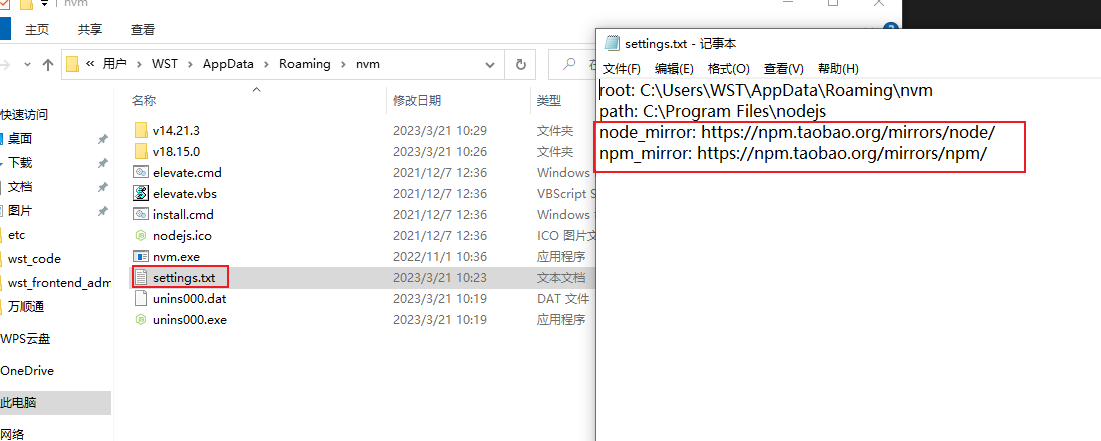 nvm
主页 共享 查看
« 用户 > WST > AppData > Roaming > nvm
名称 修改日期 类型
快速访问
桌面
下载
文档
图片
etc
wst_code
wst_frontend_adm
万顺通
WPS云盘
OneDrive
此电脑
网络
v14.21.3 2023/3/21 10:29 文件夹
v18.15.0 2023/3/21 10:26 文件夹
elevate.cmd 2021/12/7 12:36 Windows
elevate.vbs 2021/12/7 12:36 VBScript S
install.cmd 2021/12/7 12:36 Windows
nodejs.ico 2021/12/7 12:36 ICO 图片文
nvm.exe 2022/11/1 10:36 应用程序
settings.txt 2023/3/21 10:23 文本文档
unins000.dat 2023/3/21 10:19 DAT 文件
unins000.exe 2023/3/21 10:19 应用程序
settings.txt - 记事本
文件(F) 编辑(E) 格式(O) 查看(V) 帮助(H)
root: C:\Users\WST\AppData\Roaming\nvm
path: C:\Program Files\nodejs
node_mirror: https://npm.taobao.org/mirrors/node/
npm_mirror: https://npm.taobao.org/mirrors/npm/